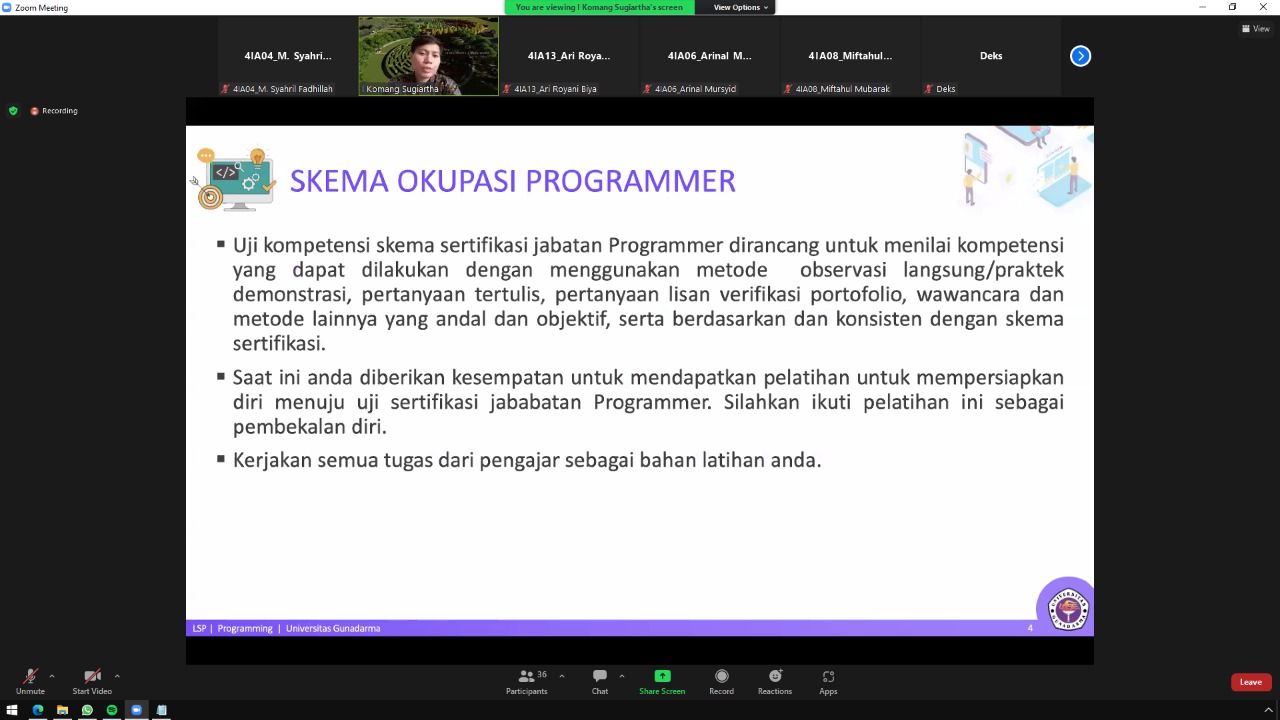 Zoom Meeting
You are viewing I Komang Sugiartha's screen
View Options
View
4IA04_M. Syahri...
4IA13_Ari Roya...
4IA06_Arinal M...
4IA08_Miftahul...
Deks
4IA04_M. Syahril Fadhillah
I Komang Sugiartha
4IA13_Ari Royani Biya
4IA06_Arinal Mursyid
4IA08_Miftahul Mubarak
Deks
Recording
</>
SKEMA OKUPASI PROGRAMMER
▪ Uji kompetensi skema sertifikasi jabatan Programmer dirancang untuk menilai kompetensi
yang dapat dilakukan dengan menggunakan metode observasi langsung/praktek
demonstrasi, pertanyaan tertulis, pertanyaan lisan verifikasi portofolio, wawancara dan
metode lainnya yang andal dan objektif, serta berdasarkan dan konsisten dengan skema
sertifikasi.
▪ Saat ini anda diberikan kesempatan untuk mendapatkan pelatihan untuk mempersiapkan
diri menuju uji sertifikasi jababatan Programmer. Silahkan ikuti pelatihan ini sebagai
pembekalan diri.
▪ Kerjakan semua tugas dari pengajar sebagai bahan latihan anda.
LSP | Programming | Universitas Gunadarma
4
UNIVERSITAS GUNADARMA
Unmute
Start Video
36
Participants
Chat
Share Screen
Record
Reactions
Apps
Leave